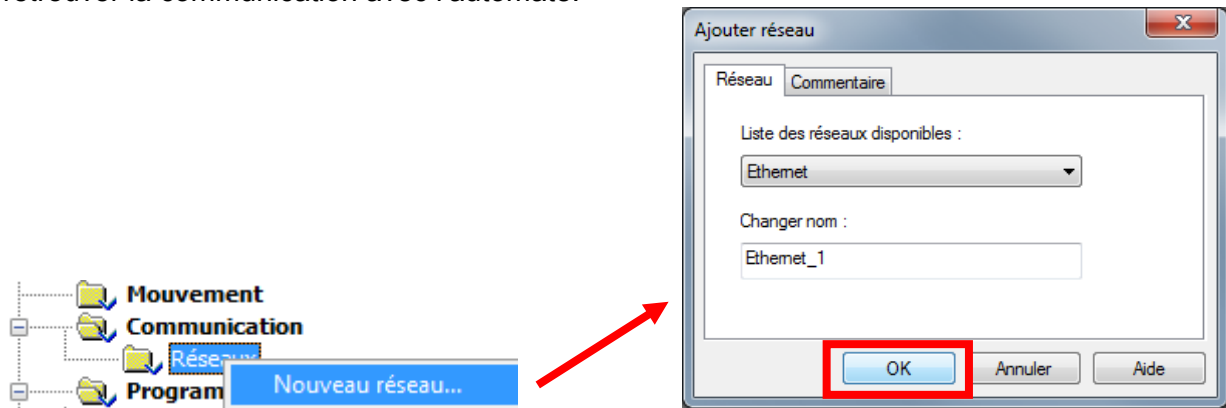 Ajouter réseau
Réseau
Commentaire
Liste des réseaux disponibles :
Ethernet
Changer nom :
Ethernet_1
OK
Annuler
Aide
Mouvement
Communication
Réseaux
Nouveau réseau...
Program